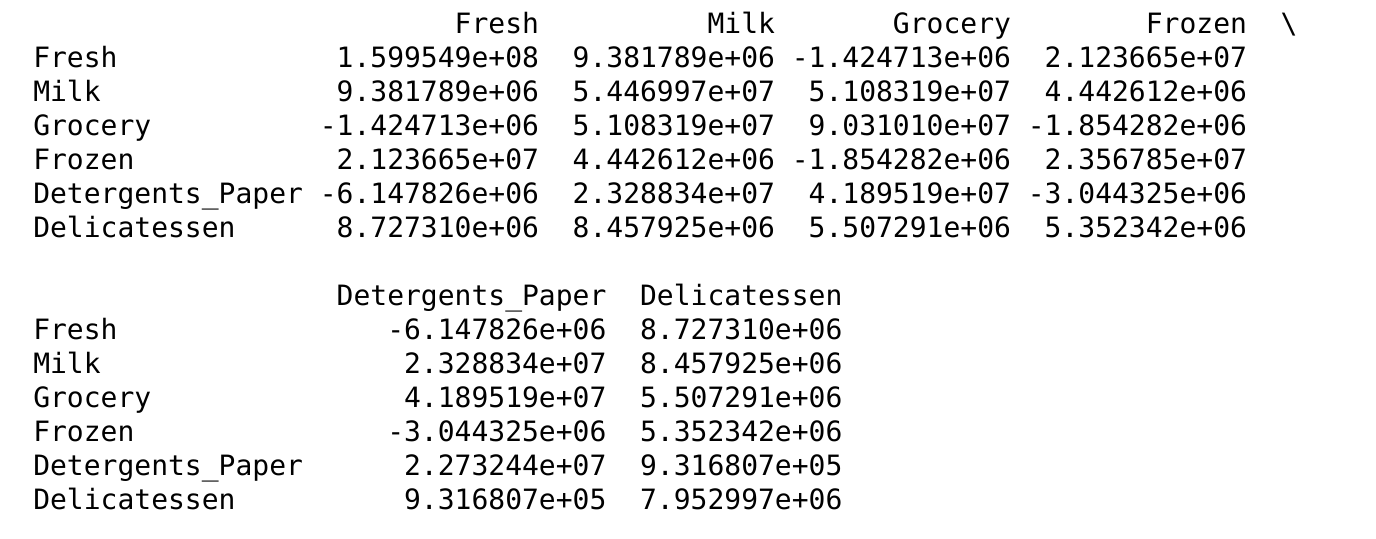 Fresh          Milk       Grocery        Frozen  \
Fresh             1.599549e+08  9.381789e+06 -1.424713e+06  2.123665e+07
Milk              9.381789e+06  5.446997e+07  5.108319e+07  4.442612e+06
Grocery          -1.424713e+06  5.108319e+07  9.031010e+07 -1.854282e+06
Frozen            2.123665e+07  4.442612e+06 -1.854282e+06  2.356785e+07
Detergents_Paper -6.147826e+06  2.328834e+07  4.189519e+07 -3.044325e+06
Delicatessen      8.727310e+06  8.457925e+06  5.507291e+06  5.352342e+06

                  Detergents_Paper  Delicatessen
Fresh                -6.147826e+06  8.727310e+06
Milk                  2.328834e+07  8.457925e+06
Grocery               4.189519e+07  5.507291e+06
Frozen               -3.044325e+06  5.352342e+06
Detergents_Paper      2.273244e+07  9.316807e+05
Delicatessen          9.316807e+05  7.952997e+06